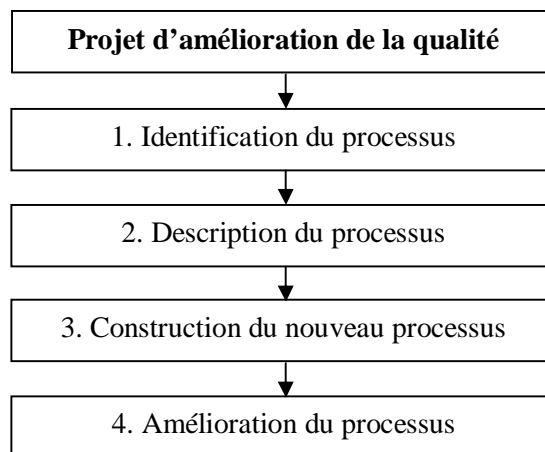 Projet d’amélioration de la qualité
1. Identification du processus
2. Description du processus
3. Construction du nouveau processus
4. Amélioration du processus